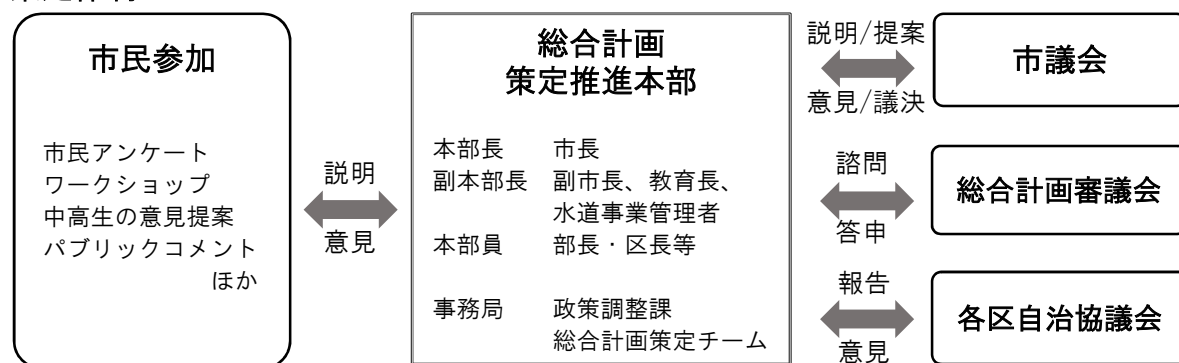 市民参加
市民アンケート
ワークショップ
中高生の意見提案
パブリックコメント
ほか
説明
意見
総合計画
策定推進本部
本部長 市長
副本部長 副市長、教育長、
水道事業管理者
本部員 部長・区長等
事務局 政策調整課
総合計画策定チーム
説明/提案
意見/議決
市議会
諮問
答申
総合計画審議会
報告
意見
各区自治協議会